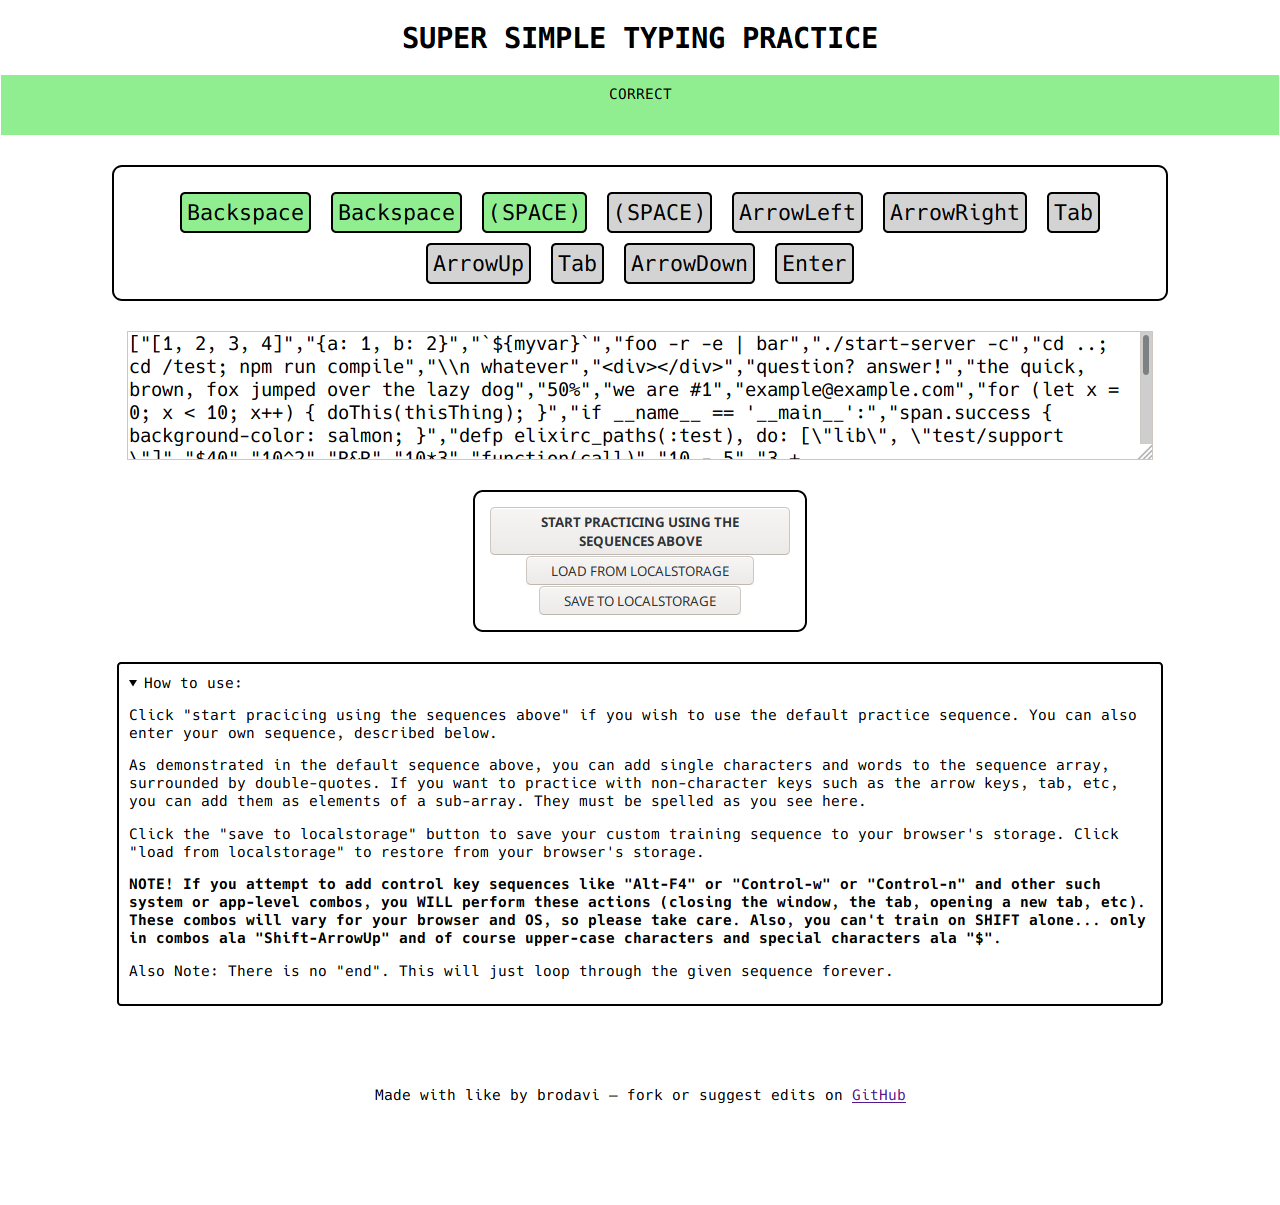 SUPER SIMPLE TYPING PRACTICE
CORRECT
Backspace Backspace (SPACE) (SPACE) ArrowLeft ArrowRight Tab
ArrowUp Tab ArrowDown Enter
["[1, 2, 3, 4]","{a: 1, b: 2}","`${myvar}`","foo -r -e | bar","./start-server -c","cd ..;
cd /test; npm run compile","\\n whatever","<div></div>","question? answer!","the quick,
brown, fox jumped over the lazy dog","50%","we are #1","example@example.com","for (let x =
0; x < 10; x++) { doThis(thisThing); }","if __name__ == '__main__':","span.success {
background-color: salmon; }","defp elixirc_paths(:test), do: [\"lib\", \"test/support
\"]","$40","10^2","R&R","10*3","function(call)","10 - 5","3 +
START PRACTICING USING THE
SEQUENCES ABOVE
LOAD FROM LOCALSTORAGE
SAVE TO LOCALSTORAGE
▼ How to use:
Click "start pracicing using the sequences above" if you wish to use the default practice sequence. You can also
enter your own sequence, described below.
As demonstrated in the default sequence above, you can add single characters and words to the sequence array,
surrounded by double-quotes. If you want to practice with non-character keys such as the arrow keys, tab, etc,
you can add them as elements of a sub-array. They must be spelled as you see here.
Click the "save to localstorage" button to save your custom training sequence to your browser's storage. Click
"load from localstorage" to restore from your browser's storage.
NOTE! If you attempt to add control key sequences like "Alt-F4" or "Control-w" or "Control-n" and other such
system or app-level combos, you WILL perform these actions (closing the window, the tab, opening a new tab, etc).
These combos will vary for your browser and OS, so please take care. Also, you can't train on SHIFT alone... only
in combos ala "Shift-ArrowUp" and of course upper-case characters and special characters ala "$".
Also Note: There is no "end". This will just loop through the given sequence forever.
Made with like by brodavi — fork or suggest edits on GitHub